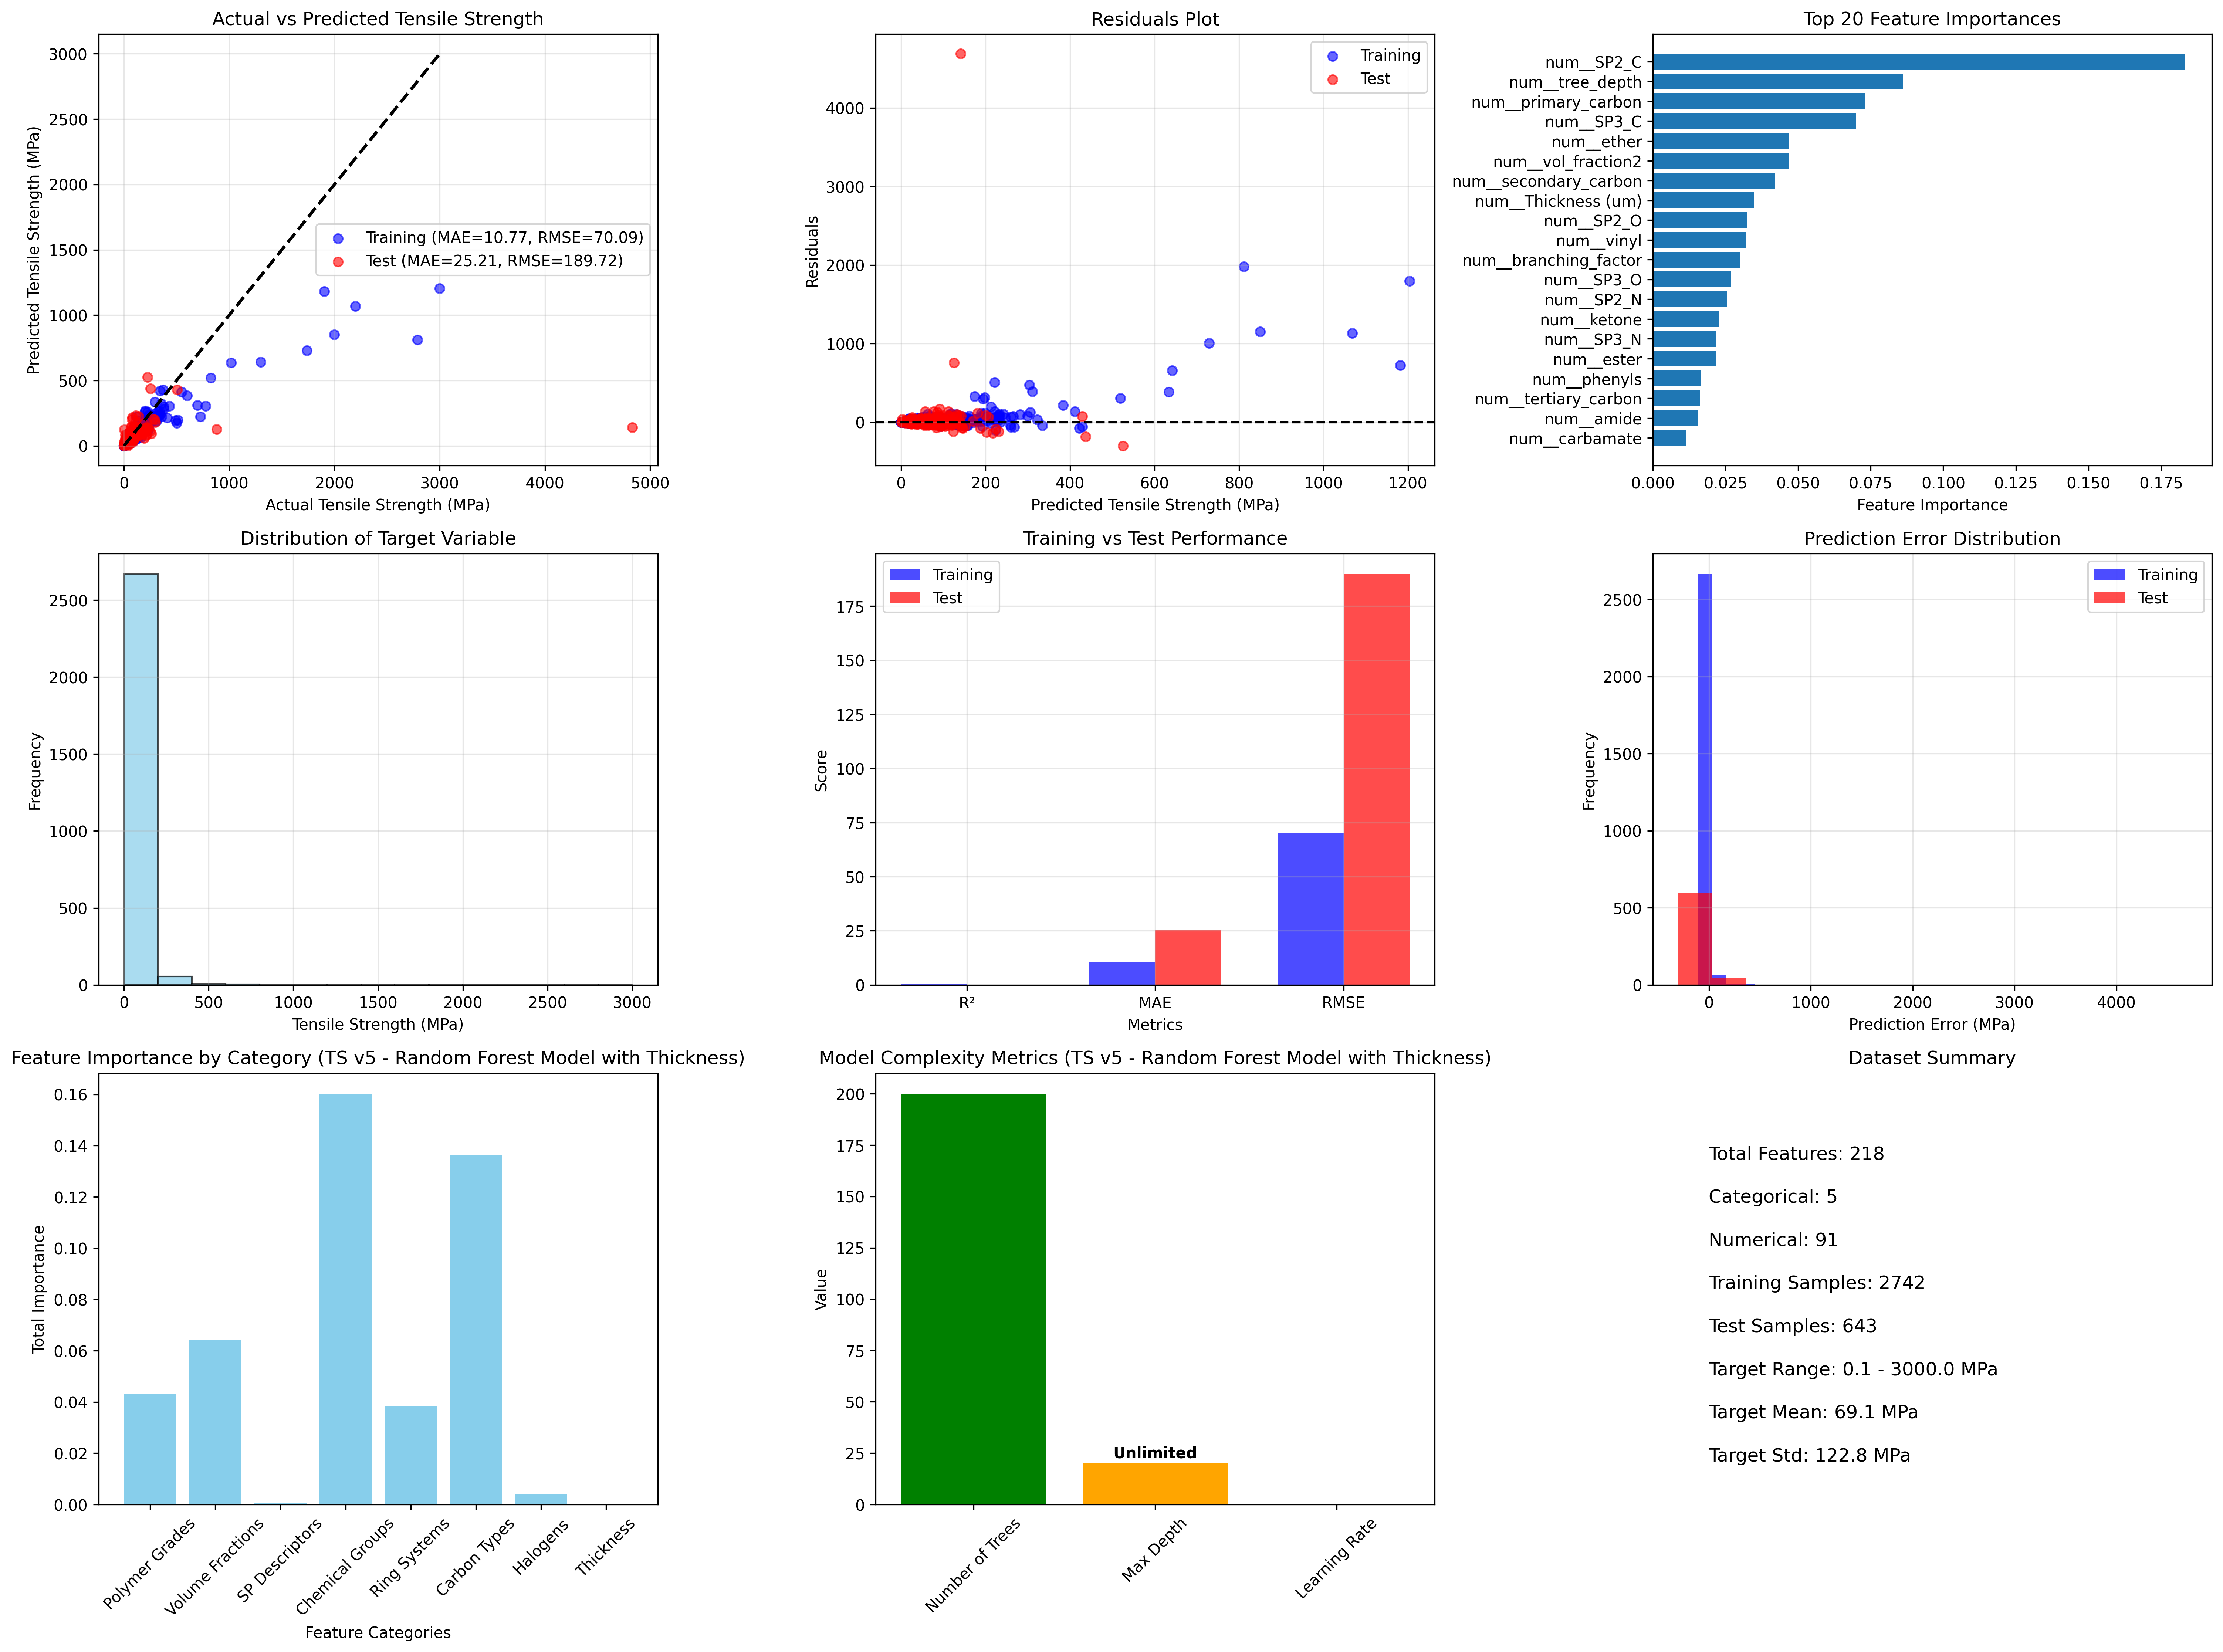 Actual vs Predicted Tensile Strength
3000
2500
2000
1500
1000
500
0
Predicted Tensile Strength (MPa)
Training (MAE=10.77, RMSE=70.09)
Test (MAE=25.21, RMSE=189.72)
0 1000 2000 3000 4000 5000
Actual Tensile Strength (MPa)
Residuals Plot
Training
Test
4000
3000
2000
1000
0
Residuals
0 200 400 600 800 1000 1200
Predicted Tensile Strength (MPa)
Top 20 Feature Importances
num__SP2_C
num__tree_depth
num__primary_carbon
num__SP3_C
num__ether
num__vol_fraction2
num__secondary_carbon
num__Thickness (um)
num__SP2_O
num__vinyl
num__branching_factor
num__SP3_O
num__SP2_N
num__ketone
num__SP3_N
num__ester
num__phenyls
num__tertiary_carbon
num__amide
num__carbamate
0.000 0.025 0.050 0.075 0.100 0.125 0.150 0.175
Feature Importance
Distribution of Target Variable
2500
2000
1500
1000
500
0
Frequency
0 500 1000 1500 2000 2500 3000
Tensile Strength (MPa)
Training vs Test Performance
Training
Test
175
150
125
100
75
50
25
0
Score
R² MAE RMSE
Metrics
Prediction Error Distribution
Training
Test
2500
2000
1500
1000
500
0
Frequency
0 1000 2000 3000 4000
Prediction Error (MPa)
Feature Importance by Category (TS v5 - Random Forest Model with Thickness)
0.16
0.14
0.12
0.10
0.08
0.06
0.04
0.02
0.00
Total Importance
Polymer Grades
Volume Fractions
SP Descriptors
Chemical Groups
Ring Systems
Carbon Types
Halogens
Thickness
Feature Categories
Model Complexity Metrics (TS v5 - Random Forest Model with Thickness)
200
175
150
125
100
75
50
25
0
Value
Unlimited
Number of Trees
Max Depth
Learning Rate
Dataset Summary
Total Features: 218
Categorical: 5
Numerical: 91
Training Samples: 2742
Test Samples: 643
Target Range: 0.1 - 3000.0 MPa
Target Mean: 69.1 MPa
Target Std: 122.8 MPa